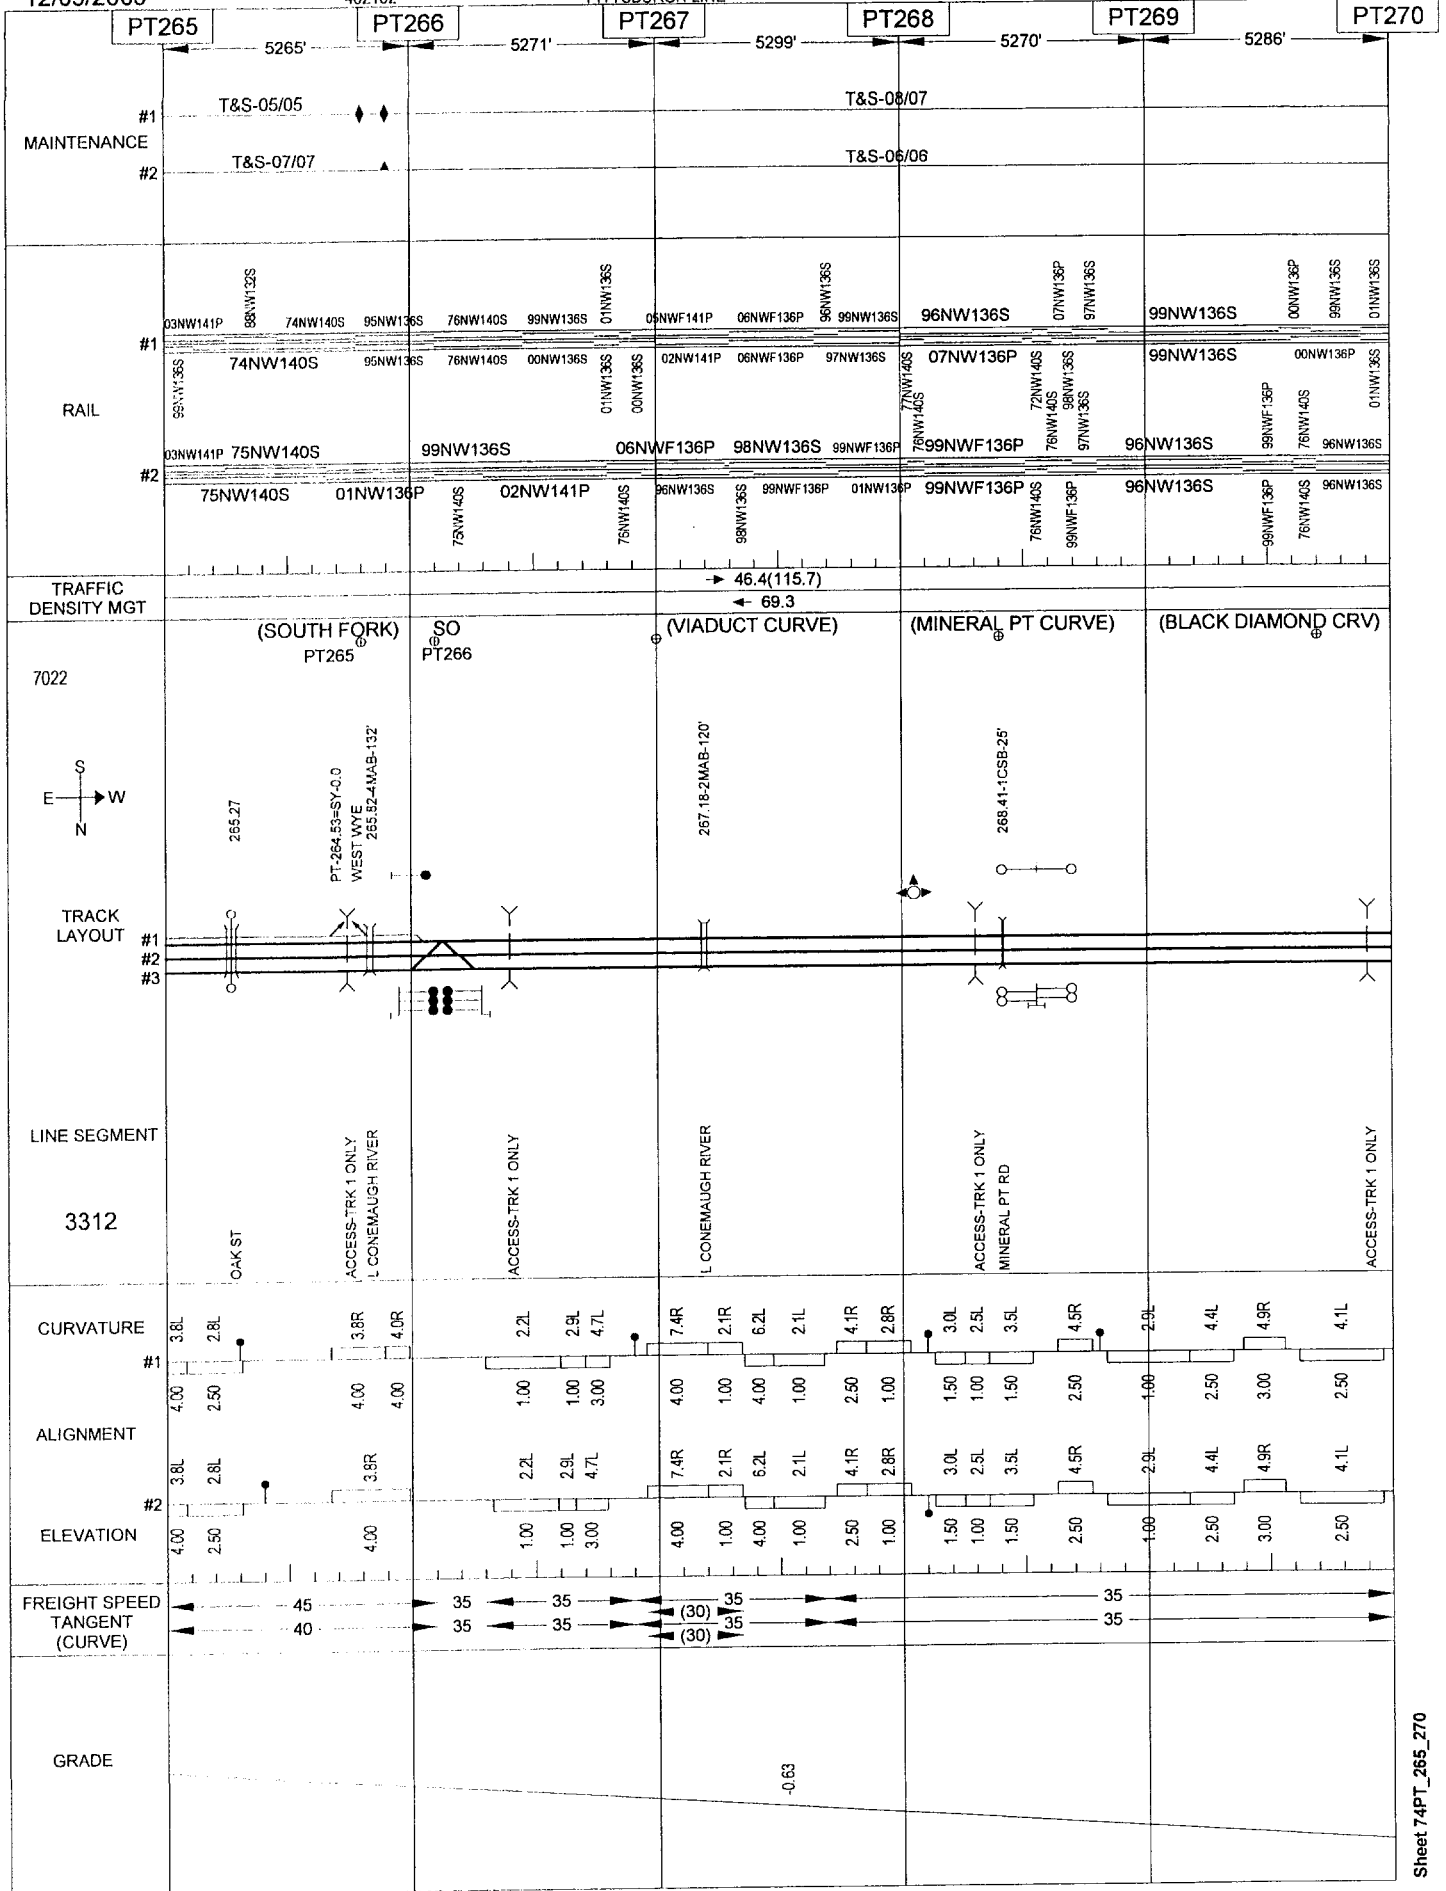 PT265 PT266 PT267 PT268 PT269 PT270
5265' 5271' 5299' 5270' 5286'
MAINTENANCE
#1 T&S-05/05 T&S-08/07
#2 T&S-07/07 T&S-06/06
RAIL
88NW132S 01NW136S 96NW136S 07NW136P 97NW136S 00NW136P 99NW136S 01NW136S
03NW141P 74NW140S 95NW136S 76NW140S 99NW136S 05NWF141P 06NWF136P 99NW136S 96NW136S 99NW136S
#1
74NW140S 95NW136S 76NW140S 00NW136S 02NW141P 06NWF136P 97NW136S 07NW136P 99NW136S 00NW136P
99NW136S 01NW136S 00NW136S 77NW140S 76NW140S 72NW140S 76NW140S 98NW136S 97NW136S 99NWF136P 76NW140S 01NW136S
03NW141P 75NW140S 99NW136S 06NWF136P 98NW136S 99NWF136P 99NWF136P 96NW136S 96NW136S
#2
75NW140S 01NW136P 02NW141P 96NW136S 99NWF136P 01NW136P 99NWF136P 96NW136S 96NW136S
75NW140S 76NW140S 98NW136S 76NW140S 99NWF136P 99NWF136P 76NW140S
TRAFFIC
DENSITY MGT
46.4(115.7)
69.3
(SOUTH FORK) SO (VIADUCT CURVE) (MINERAL PT CURVE) (BLACK DIAMOND CRV)
PT265 PT266
7022
S
E W
N
265.27
PT-264.53=SY-0.0
WEST WYE
265.82-4MAB-132'
267.18-2MAB-120'
268.41-1CSB-25'
TRACK
LAYOUT
#1
#2
#3
LINE SEGMENT
3312
OAK ST
ACCESS-TRK 1 ONLY
L CONEMAUGH RIVER
ACCESS-TRK 1 ONLY
L CONEMAUGH RIVER
ACCESS-TRK 1 ONLY
MINERAL PT RD
ACCESS-TRK 1 ONLY
CURVATURE
3.8L 2.8L 3.8R 4.0R 2.2L 2.9L 4.7L 7.4R 2.1R 6.2L 2.1L 4.1R 2.8R 3.0L 2.5L 3.5L 4.5R 2.9L 4.4L 4.9R 4.1L
#1
4.00 2.50 4.00 4.00 1.00 1.00 3.00 4.00 1.00 4.00 1.00 2.50 1.00 1.50 1.00 1.50 2.50 1.00 2.50 3.00 2.50
ALIGNMENT
3.8L 2.8L 3.8R 2.2L 2.9L 4.7L 7.4R 2.1R 6.2L 2.1L 4.1R 2.8R 3.0L 2.5L 3.5L 4.5R 2.9L 4.4L 4.9R 4.1L
#2
ELEVATION
4.00 2.50 4.00 1.00 1.00 3.00 4.00 1.00 4.00 1.00 2.50 1.00 1.50 1.00 1.50 2.50 1.00 2.50 3.00 2.50
FREIGHT SPEED
TANGENT
(CURVE)
45 35 35 35 35
(30)
40 35 35 35 35
(30)
GRADE
-0.63
Sheet 74PT_265_270